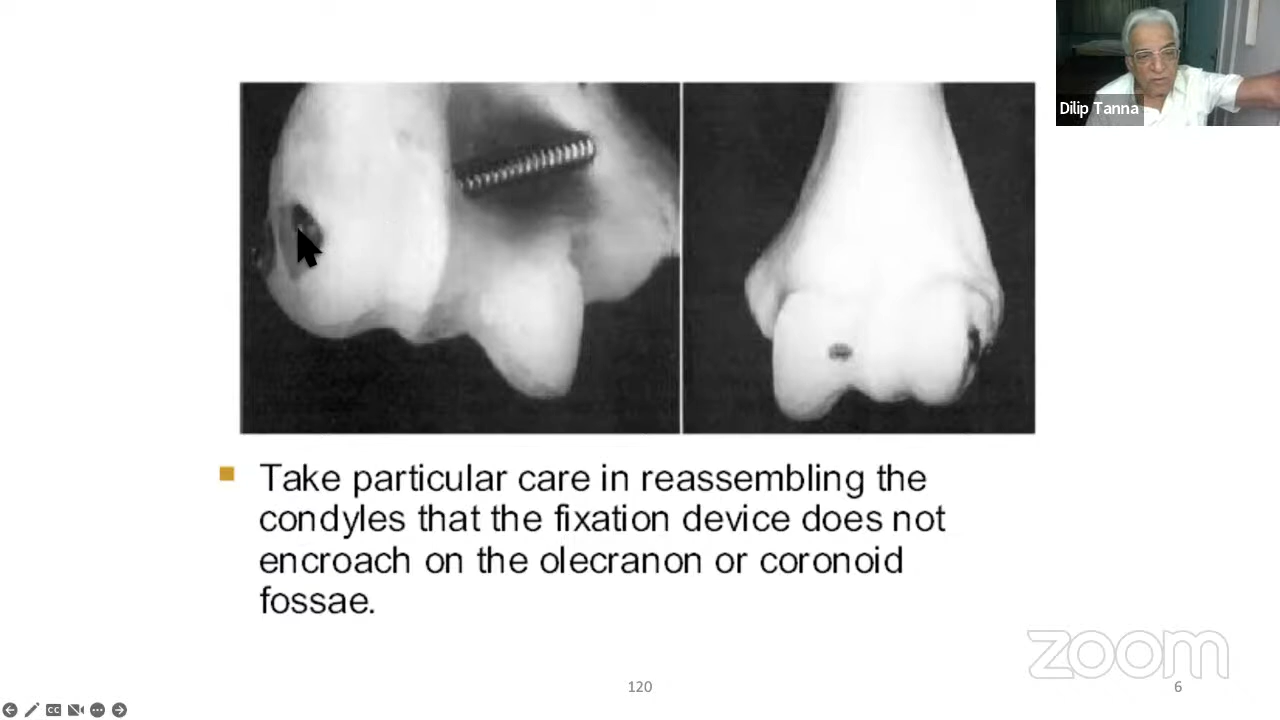 Dilip Tanna
Take particular care in reassembling the
condyles that the fixation device does not
encroach on the olecranon or coronoid
fossae.
zoom
120
6
CC